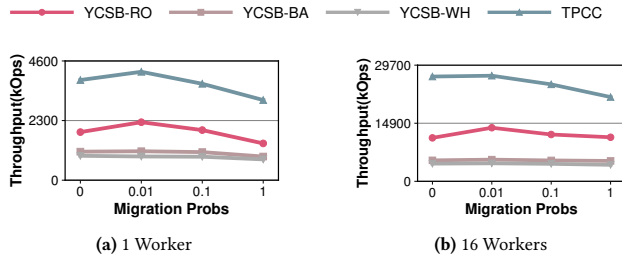 YCSB-RO YCSB-BA YCSB-WH TPCC
Throughput(kOps)
4600
2300
0
0 0.01 0.1 1
Migration Probs
(a) 1 Worker
Throughput(kOps)
29700
14900
0
0 0.01 0.1 1
Migration Probs
(b) 16 Workers